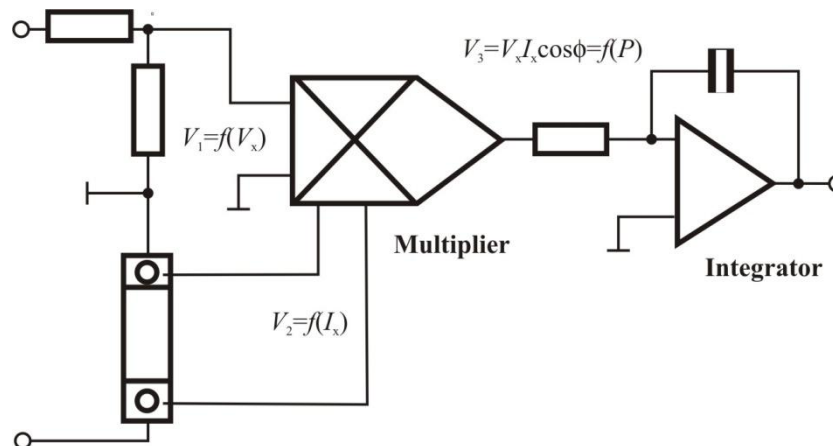 V₃=VₓIₓcosϕ=f(P)
V₁=f(Vₓ)
Multiplier
Integrator
V₂=f(Iₓ)